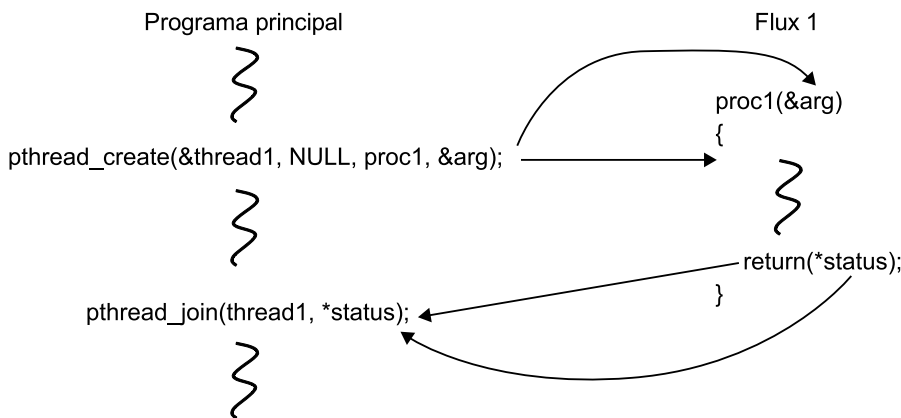 Programa principal
Flux 1
proc1(&arg)
{
pthread_create(&thread1, NULL, proc1, &arg);
return(*status);
}
pthread_join(thread1, *status);